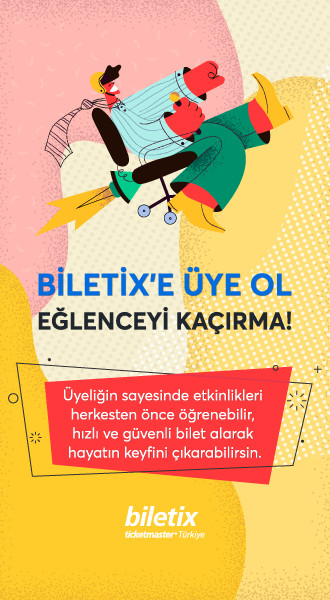 BİLETİX'E ÜYE OL
EĞLENCEYİ KAÇIRMA!
Üyeliğin sayesinde etkinlikleri
herkesten önce öğrenebilir,
hızlı ve güvenli bilet alarak
hayatın keyfini çıkarabilirsin.
biletix
ticketmaster Türkiye